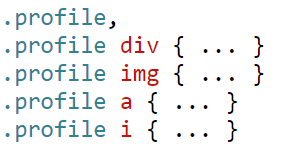 .profile,
.profile div { ... }
.profile img { ... }
.profile a { ... }
.profile i { ... }